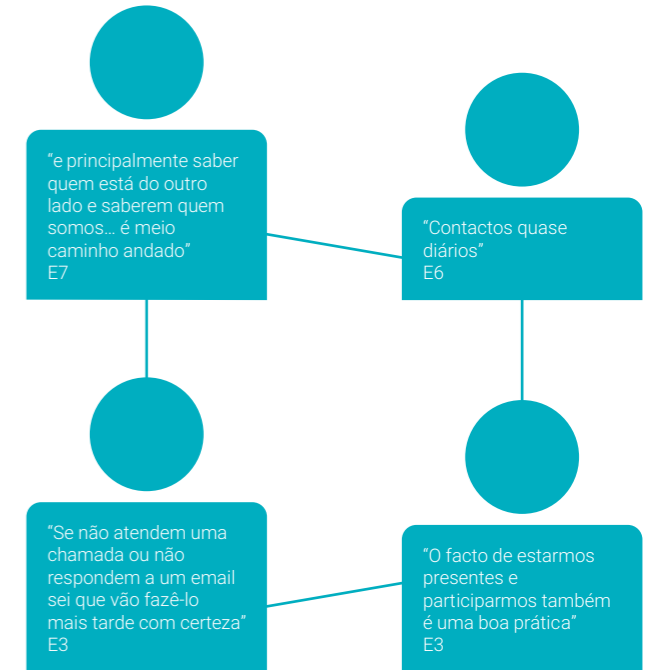 “e principalmente saber
quem está do outro
lado e saberem quem
somos... é meio
caminho andado”
E7
“Contactos quase
diários”
E6
“Se não atendem uma
chamada ou não
respondem a um email
sei que vão fazê-lo
mais tarde com certeza”
E3
“O facto de estarmos
presentes e
participarmos também
é uma boa prática”
E3